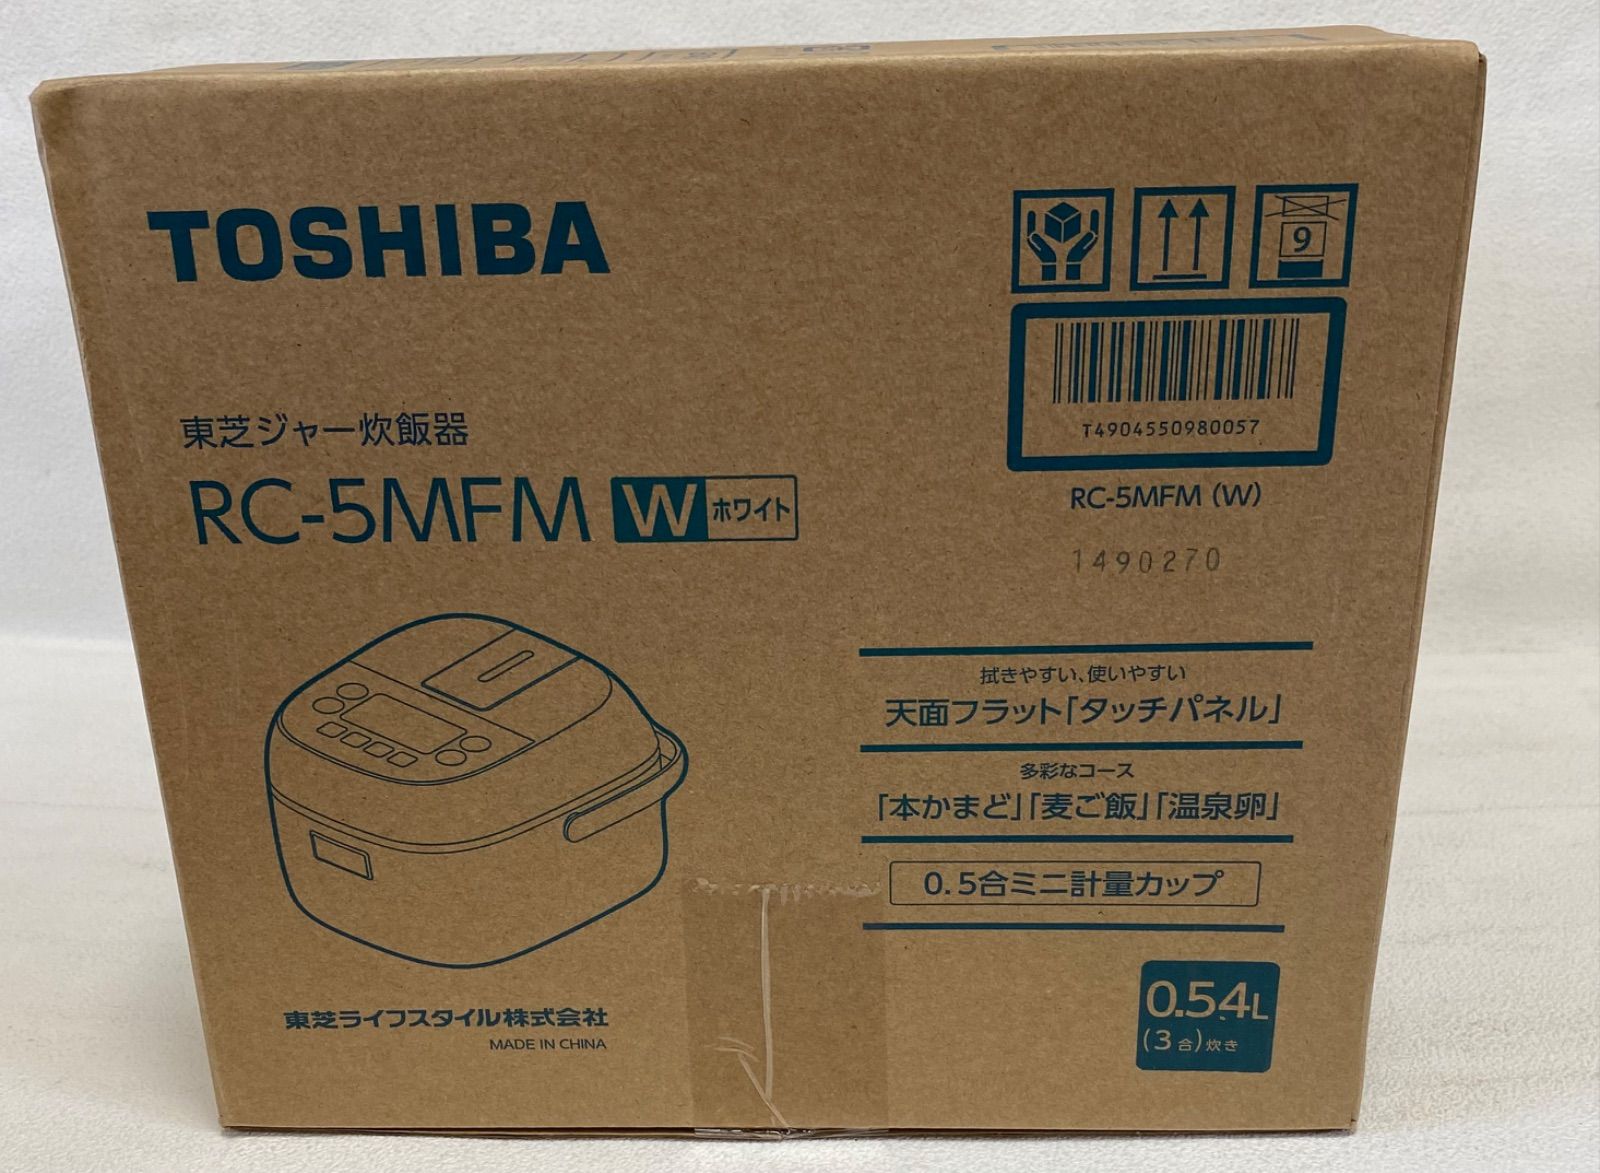 TOSHIBA
東芝ジャー炊飯器
RC-5MFM W ホワイト
東芝ライフスタイル株式会社
MADE IN CHINA
9
T4904550980057
RC-5MFM (W)
1490270
拭きやすい、使いやすい
天面フラット「タッチパネル」
多彩なコース
「本かまど」「麦ご飯」「温泉卵」
0.5合ミニ計量カップ
0.54L
(3合)炊き